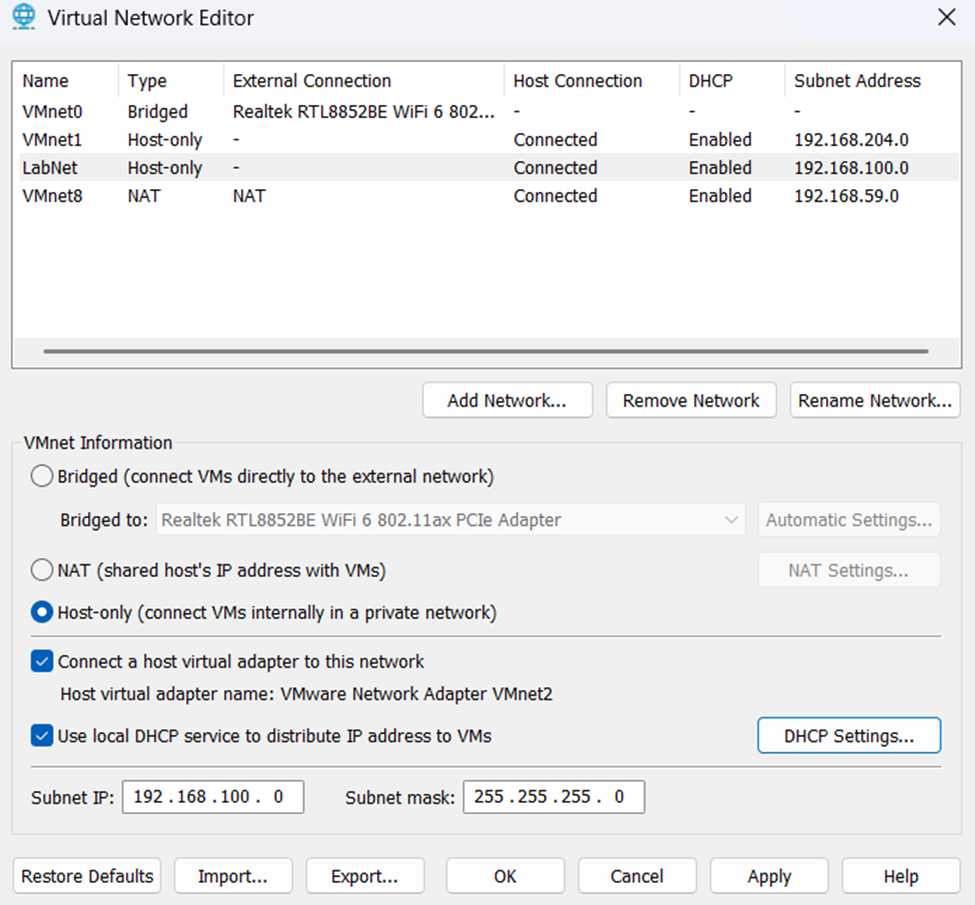 Virtual Network Editor
Name Type External Connection Host Connection DHCP Subnet Address
VMnet0 Bridged Realtek RTL8852BE WiFi 6 802... - - -
VMnet1 Host-only - Connected Enabled 192.168.204.0
LabNet Host-only - Connected Enabled 192.168.100.0
VMnet8 NAT NAT Connected Enabled 192.168.59.0
Add Network... Remove Network Rename Network...
VMnet Information
Bridged (connect VMs directly to the external network)
Bridged to: Realtek RTL8852BE WiFi 6 802.11ax PCIe Adapter Automatic Settings...
NAT (shared host's IP address with VMs) NAT Settings...
Host-only (connect VMs internally in a private network)
Connect a host virtual adapter to this network
Host virtual adapter name: VMware Network Adapter VMnet2
Use local DHCP service to distribute IP address to VMs DHCP Settings...
Subnet IP: 192 . 168 . 100 . 0 Subnet mask: 255 . 255 . 255 . 0
Restore Defaults Import... Export... OK Cancel Apply Help